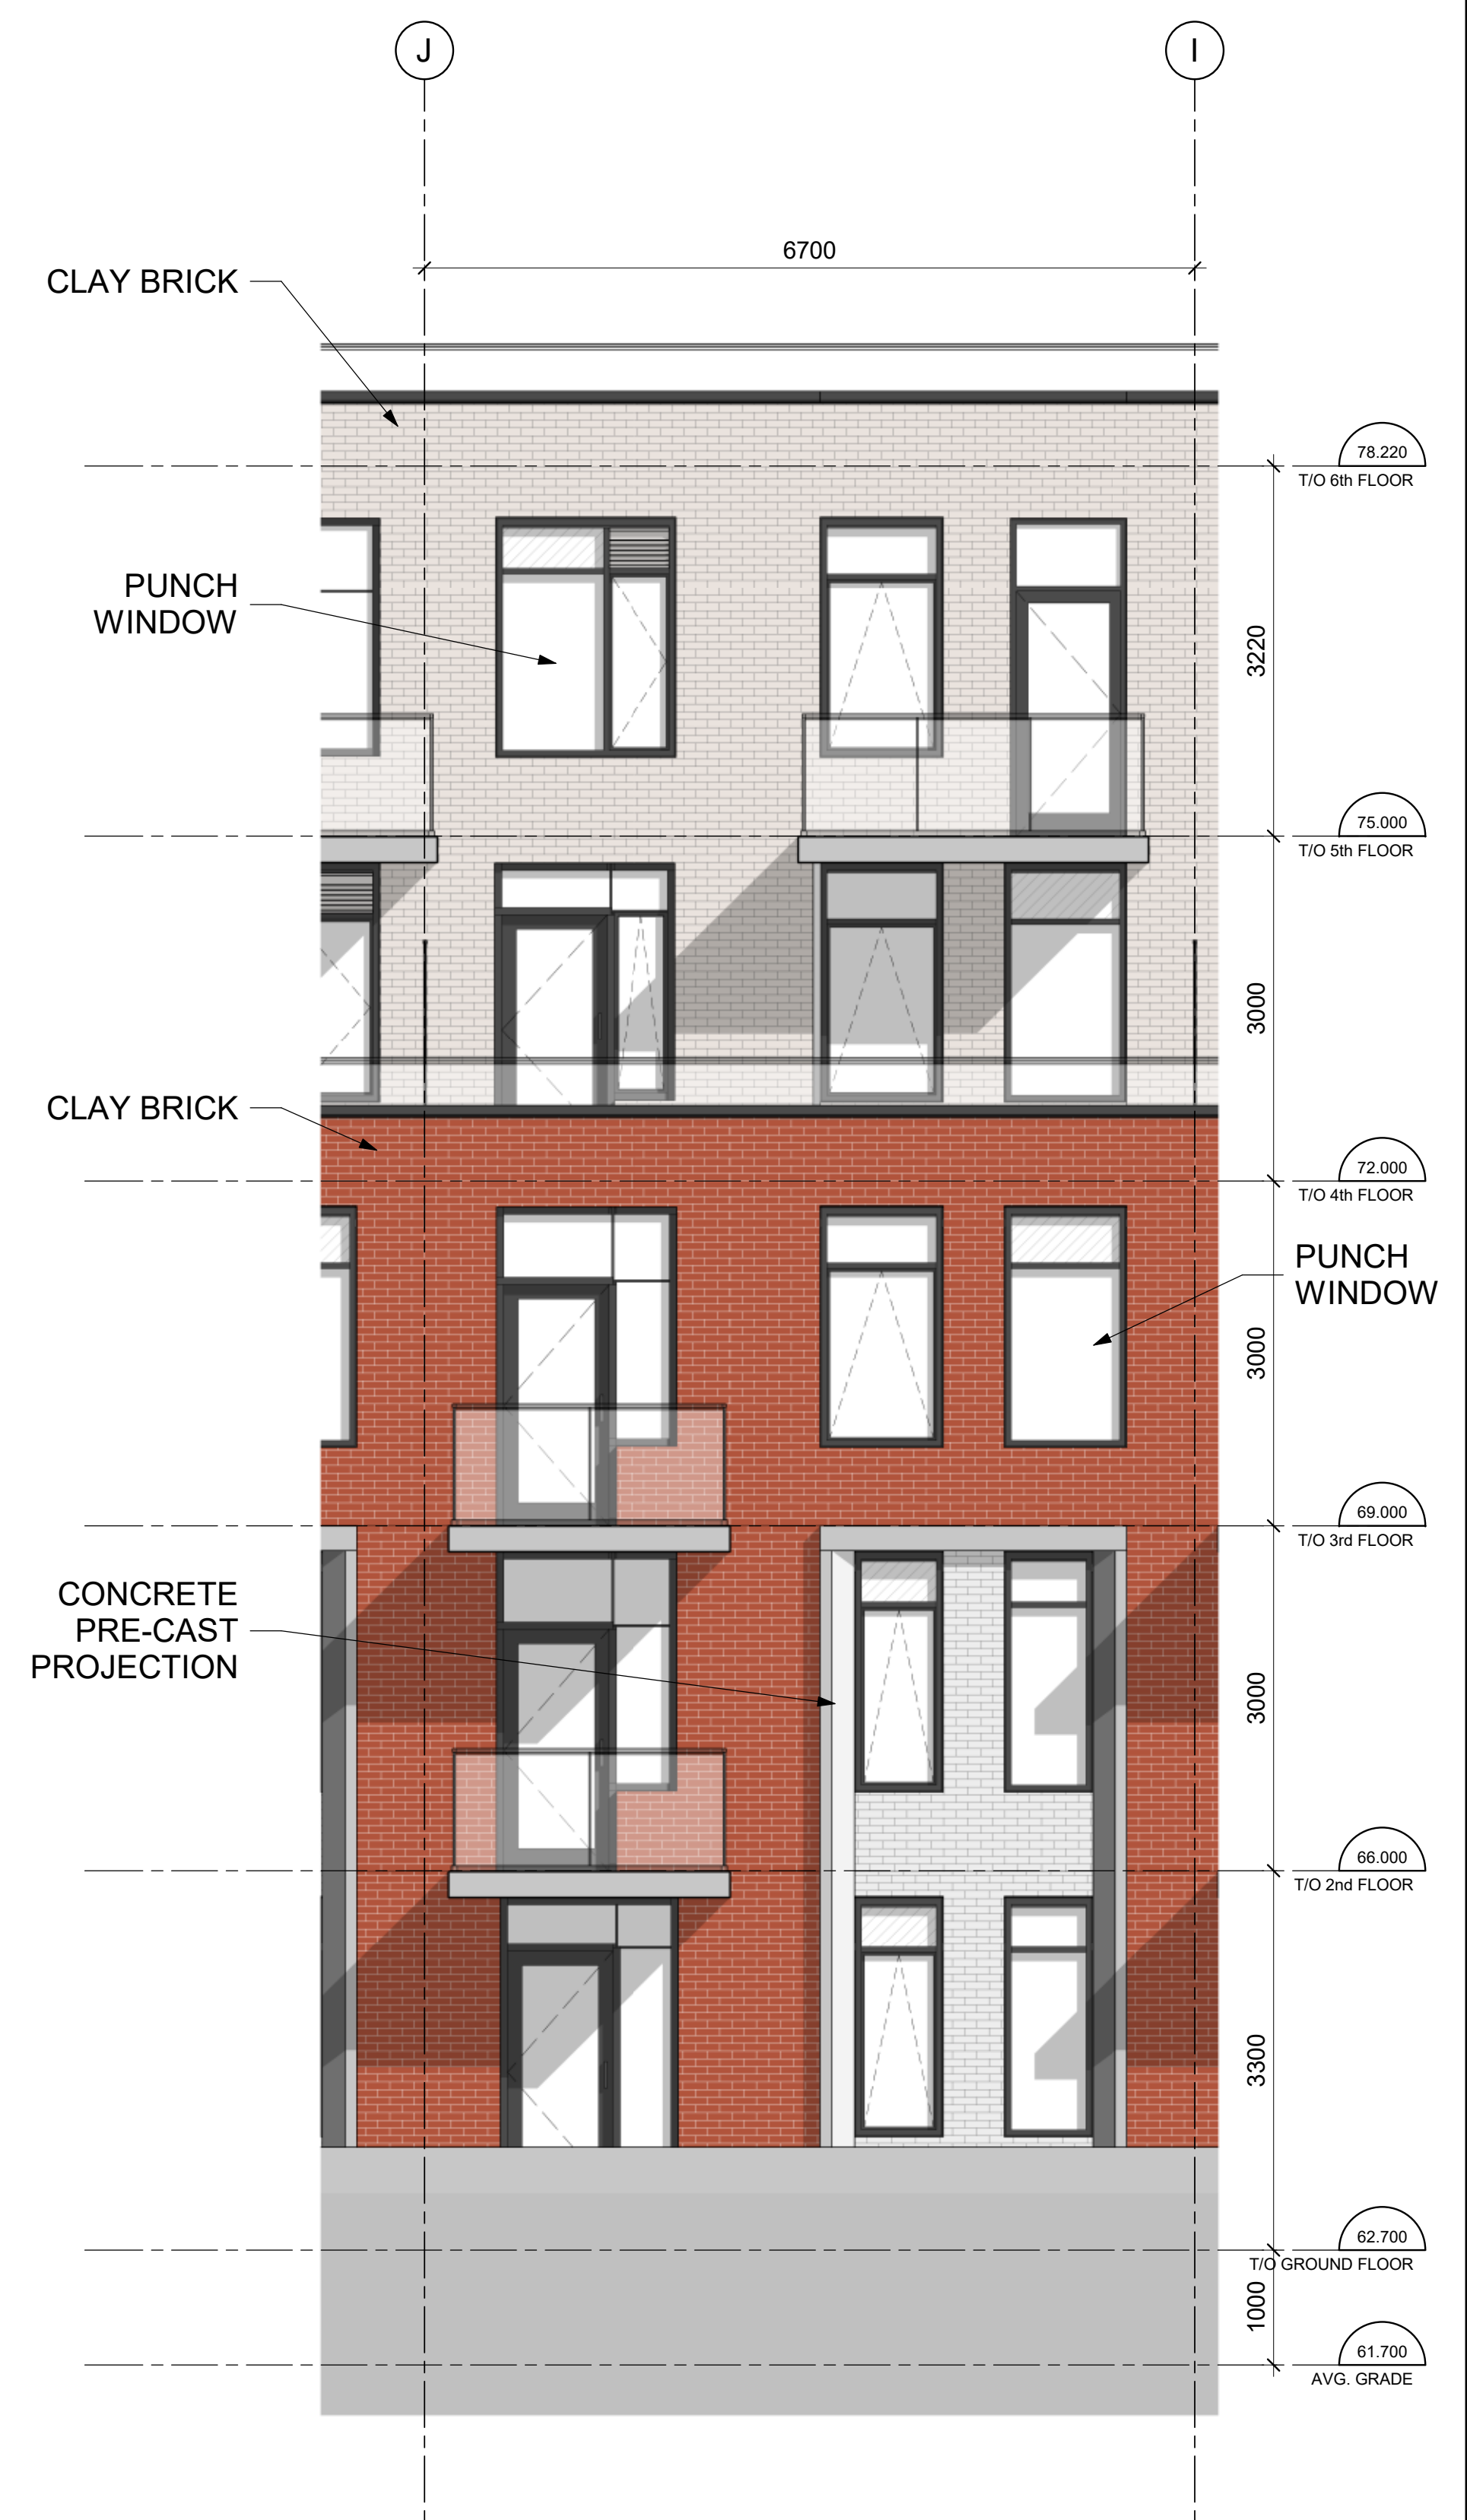 J
I
6700
CLAY BRICK
78.220
T/O 6th FLOOR
PUNCH
WINDOW
3220
75.000
T/O 5th FLOOR
3000
CLAY BRICK
72.000
T/O 4th FLOOR
PUNCH
WINDOW
3000
69.000
T/O 3rd FLOOR
CONCRETE
PRE-CAST
PROJECTION
3000
66.000
T/O 2nd FLOOR
3300
62.700
T/O GROUND FLOOR
1000
61.700
AVG. GRADE